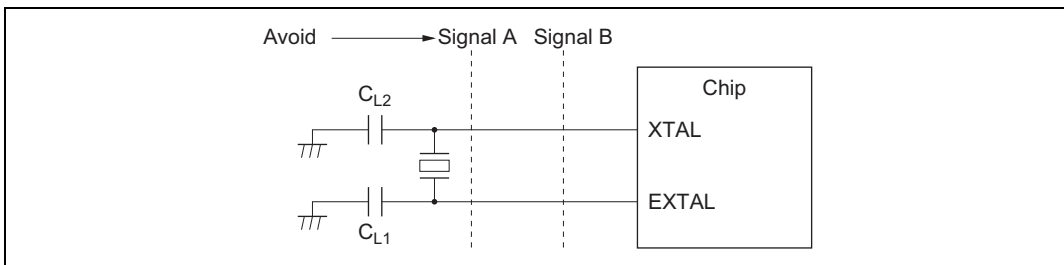 Avoid Signal A Signal B
Chip
CL2
XTAL
EXTAL
CL1